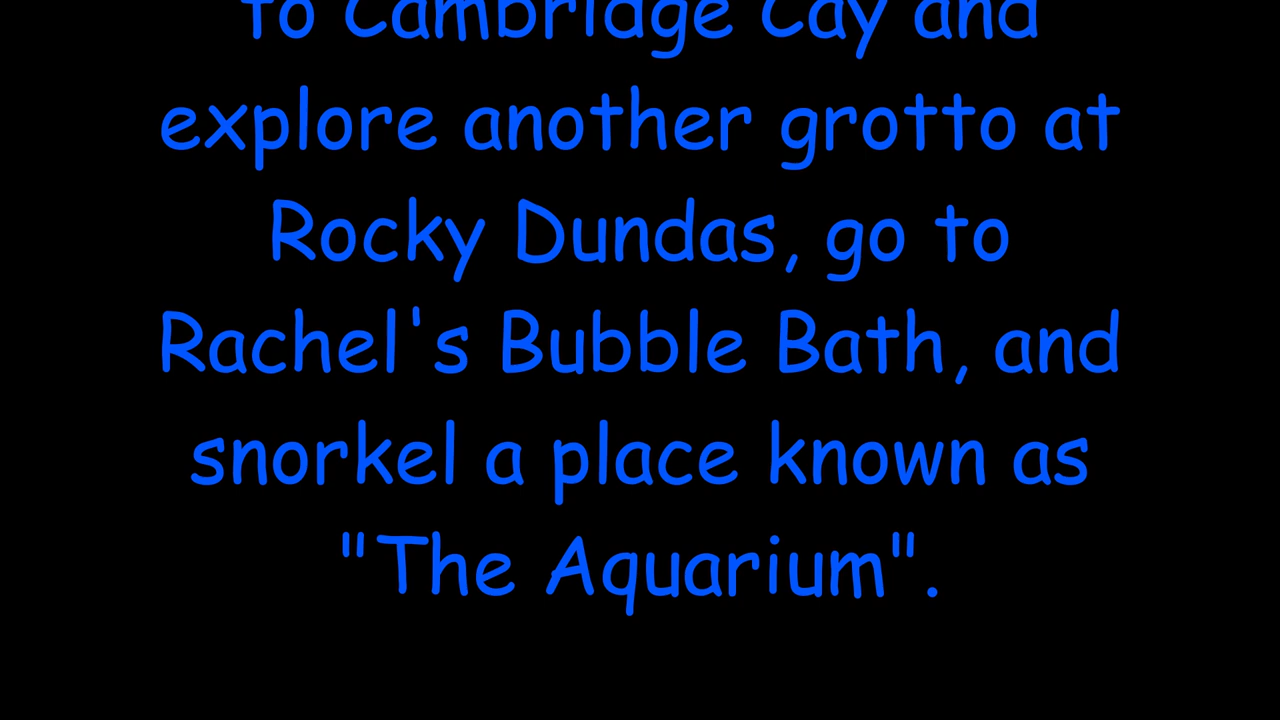 to Cambridge Cay and
explore another grotto at
Rocky Dundas, go to
Rachel's Bubble Bath, and
snorkel a place known as
"The Aquarium".